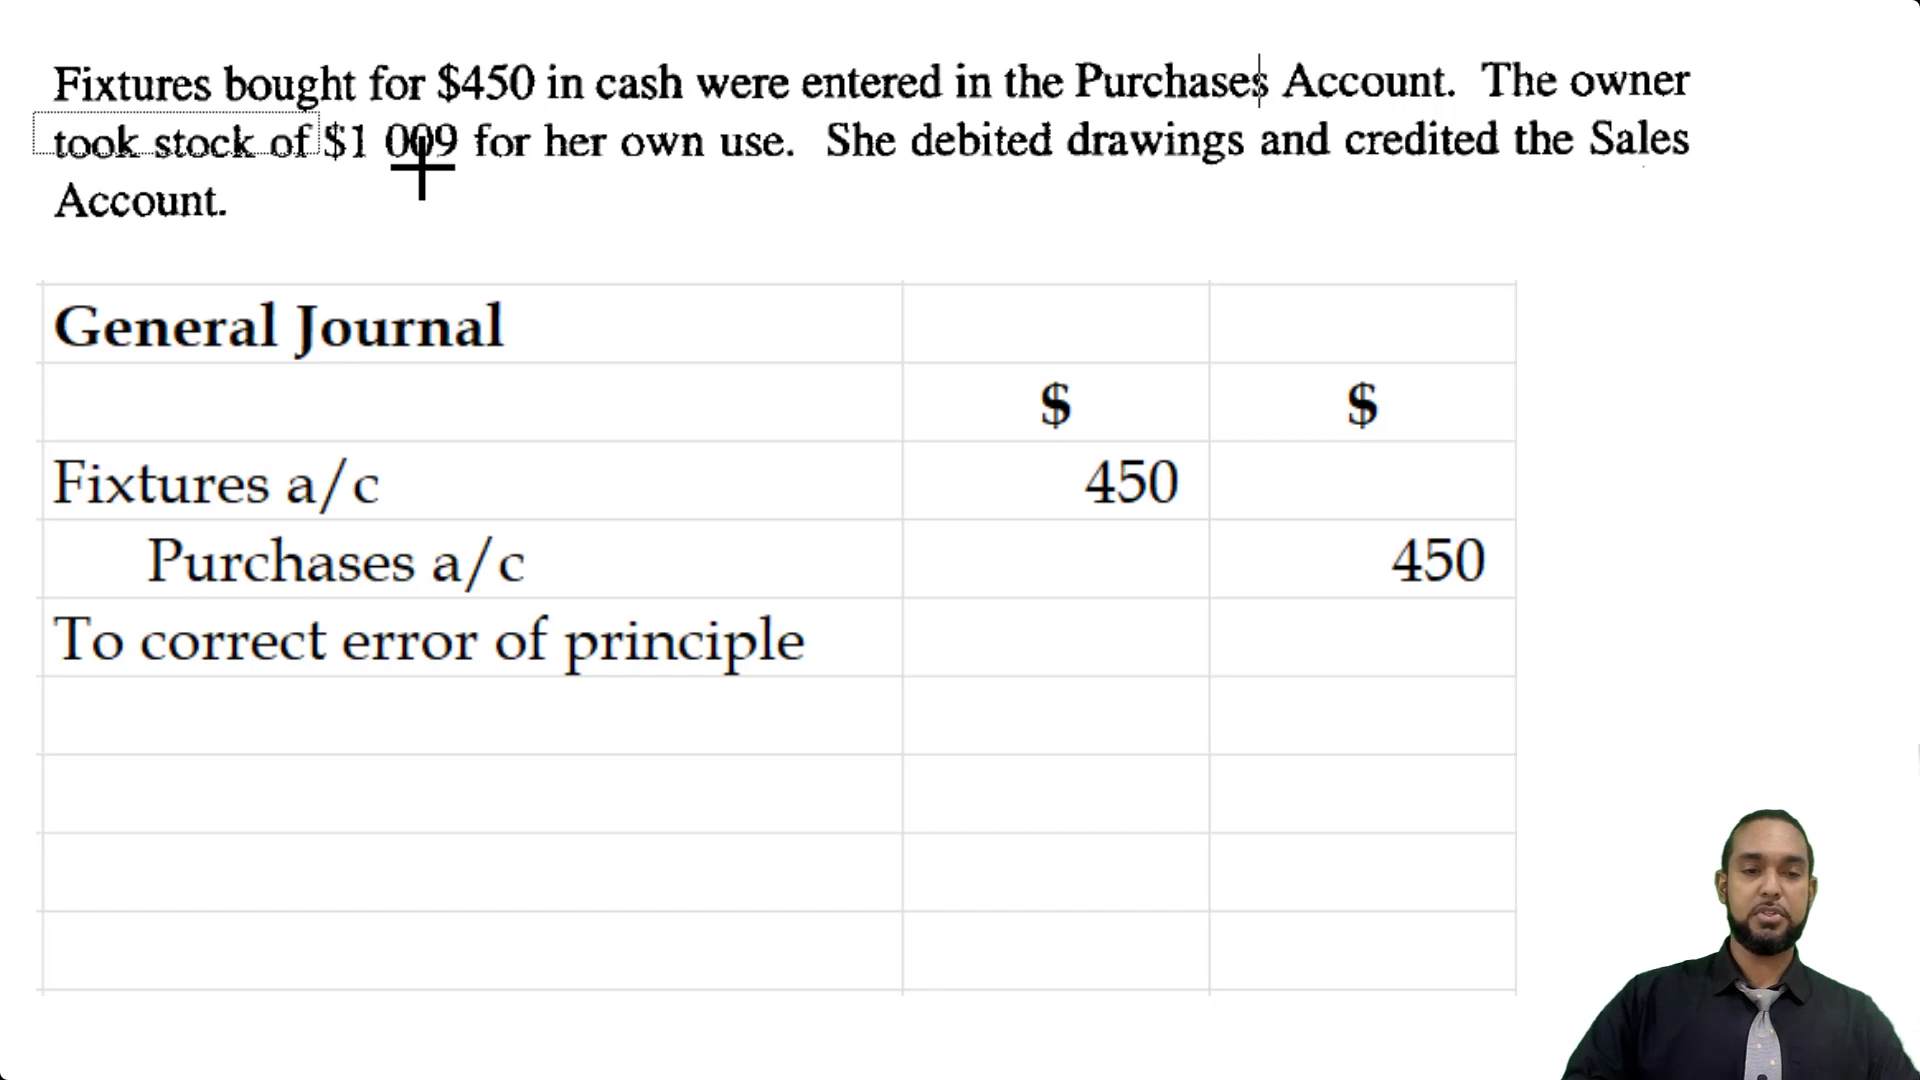 Fixtures bought for $450 in cash were entered in the Purchases Account. The owner
took stock of $1 009 for her own use. She debited drawings and credited the Sales
Account.
General Journal
$ $
Fixtures a/c 450
Purchases a/c 450
To correct error of principle